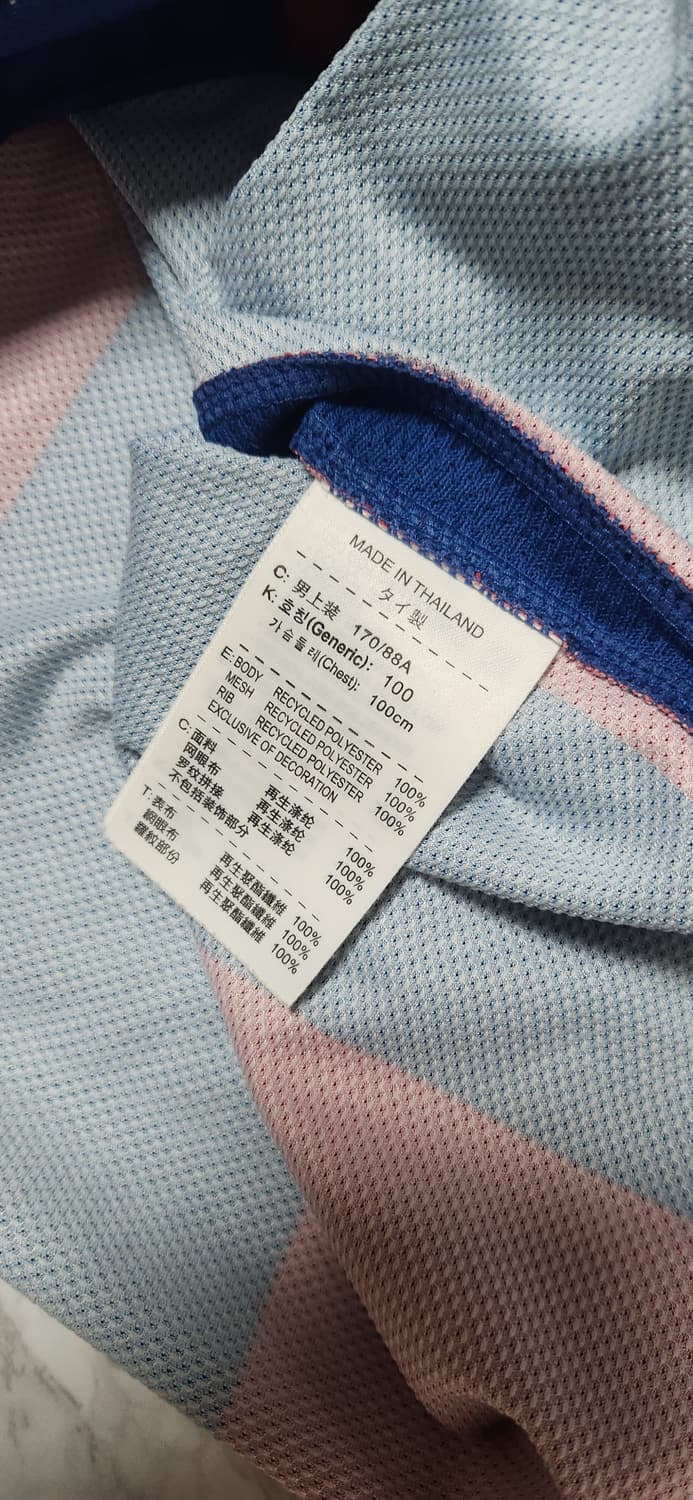 MADE IN THAILAND
タイ製
C: 男上装 170/88A
K: 호칭(Generic): 100
가슴둘레(Chest): 100cm
E: BODY RECYCLED POLYESTER 100%
MESH RECYCLED POLYESTER 100%
RIB RECYCLED POLYESTER 100%
EXCLUSIVE OF DECORATION
C: 面料 再生涤纶 100%
网眼布 再生涤纶 100%
罗纹拼接 再生涤纶 100%
不包括装饰部分
T: 表布 再生聚酯纖維 100%
網眼布 再生聚酯纖維 100%
羅紋部份 再生聚酯纖維 100%